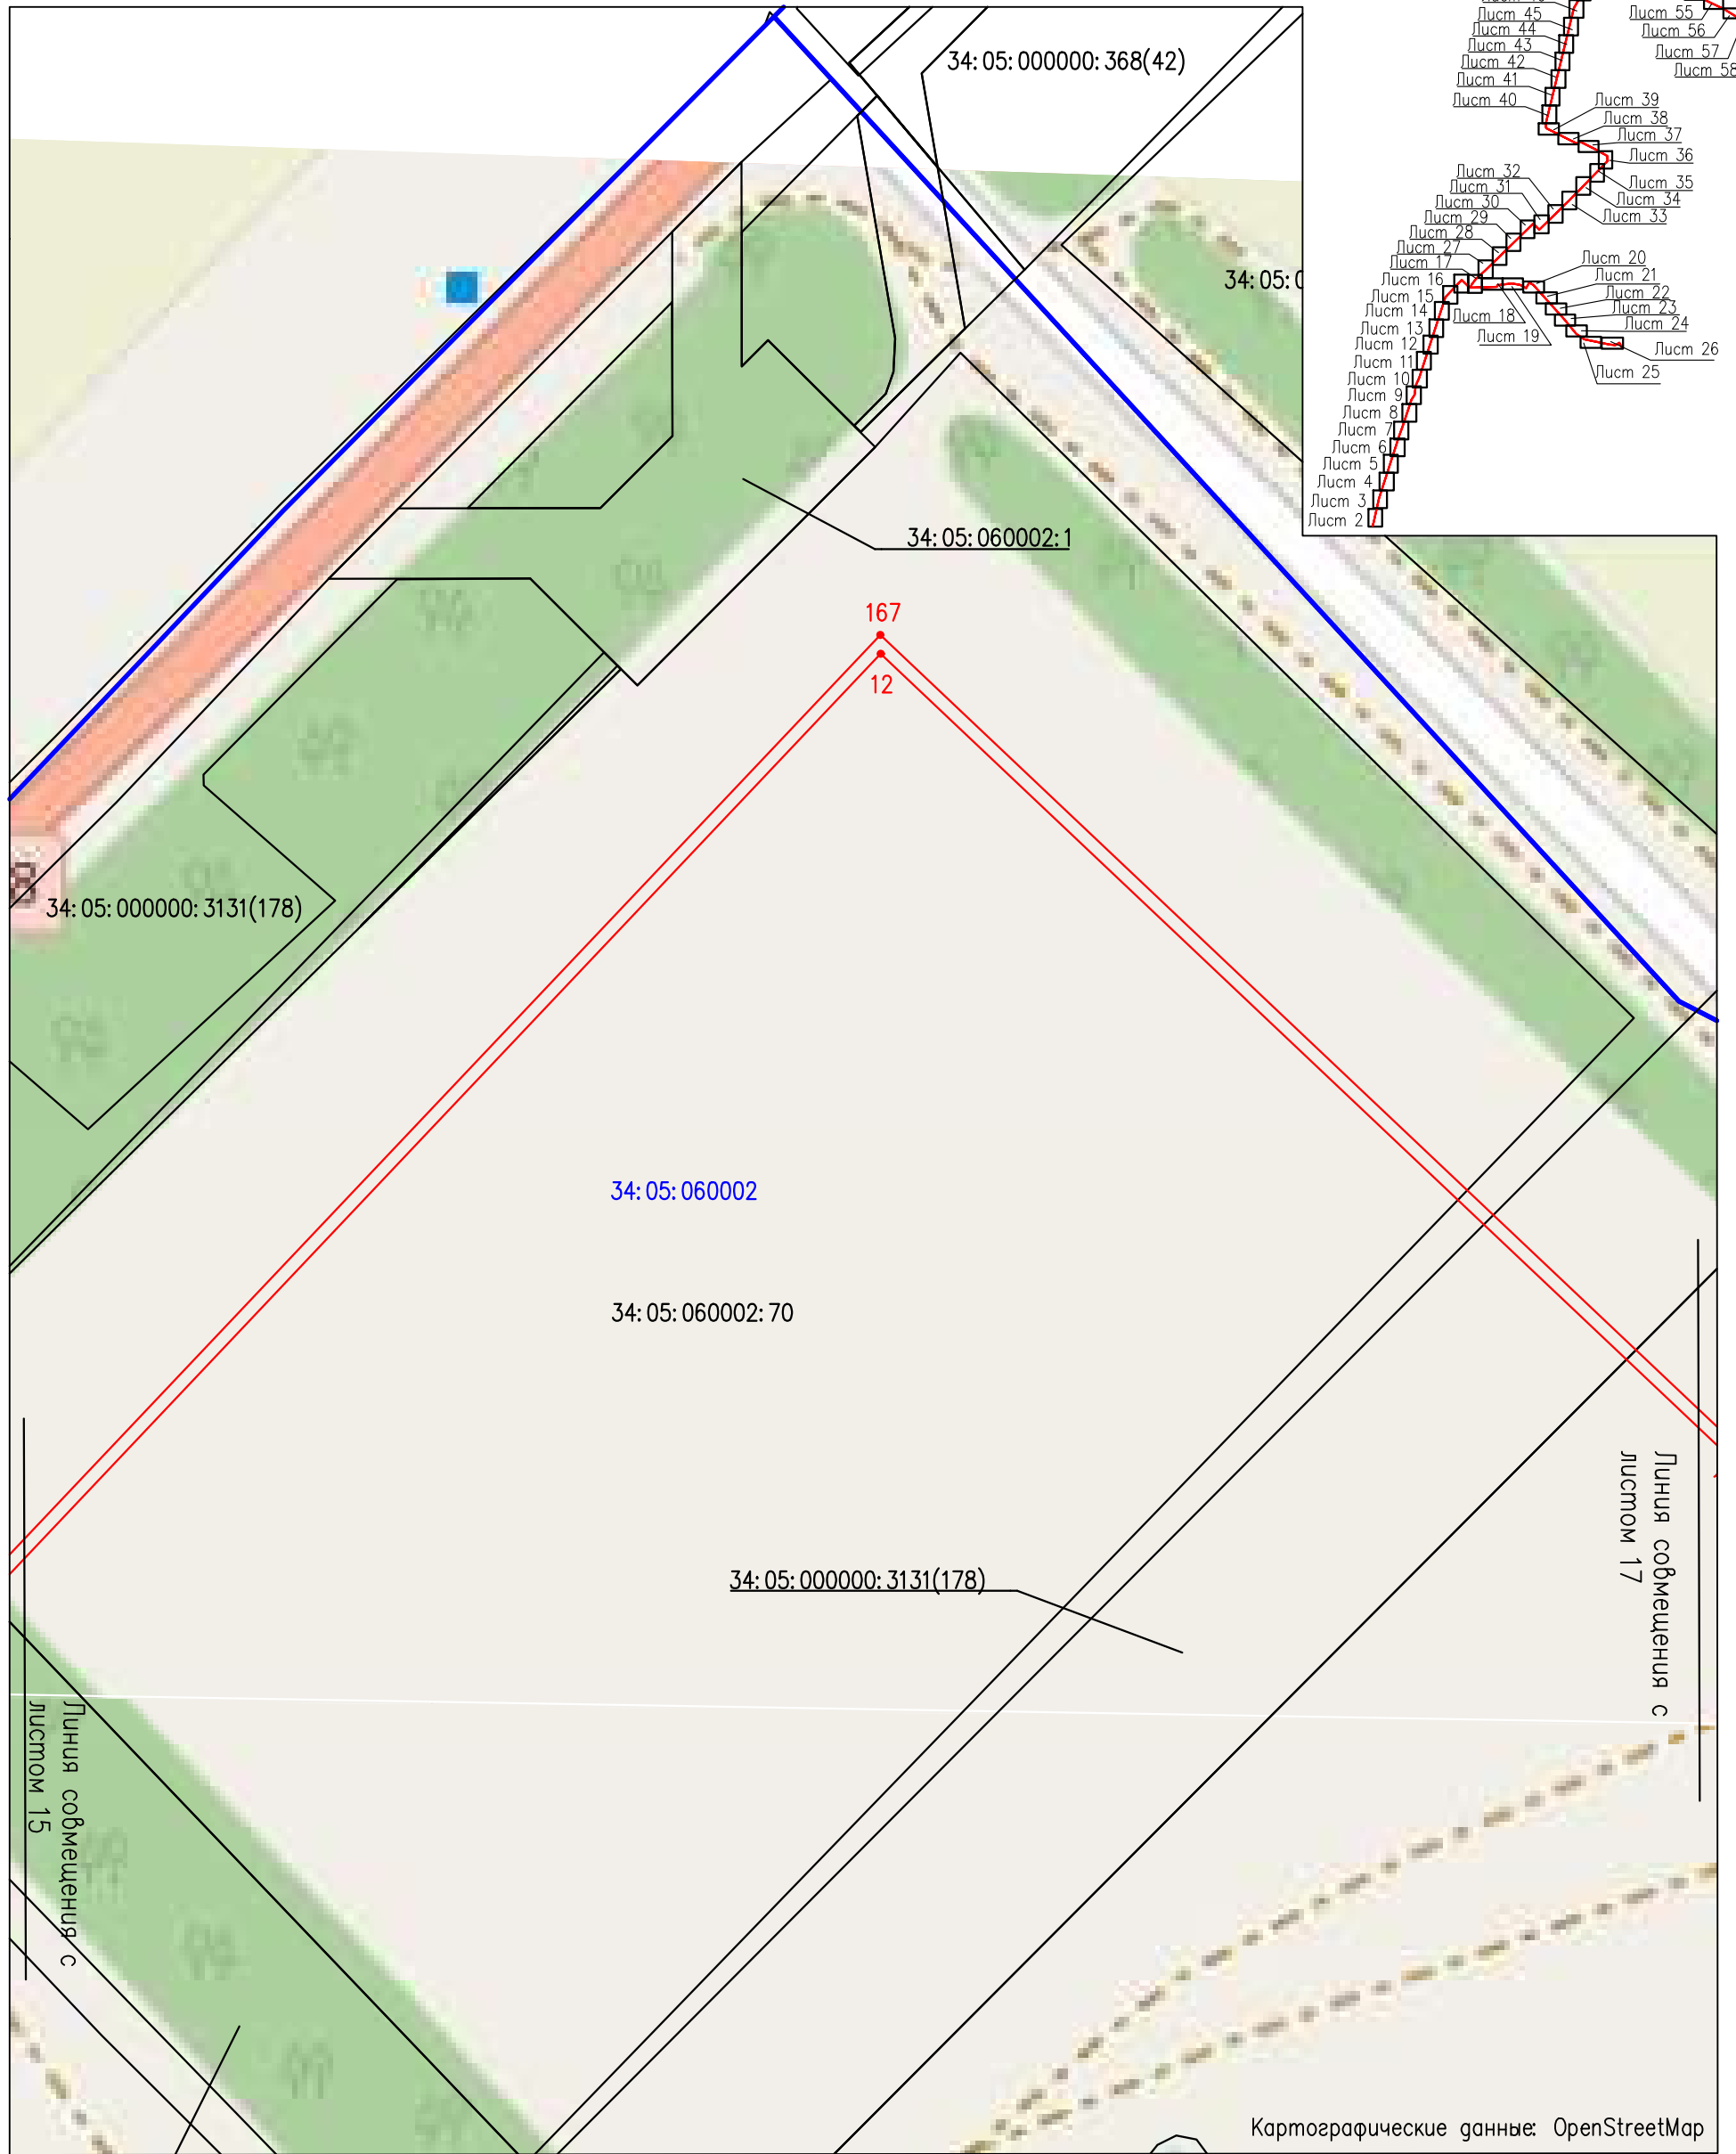 34:05:000000:368(42)
34:05:0
34:05:060002:1
167
12
34:05:000000:3131(178)
34:05:060002
34:05:060002:70
34:05:000000:3131(178)
Линия совмещения с
листом 17
Линия совмещения с
листом 15
Картографические данные: OpenStreetMap
Лист 45
Лист 44
Лист 43
Лист 42
Лист 41
Лист 40
Лист 55
Лист 56
Лист 57
Лист 58
Лист 39
Лист 38
Лист 37
Лист 36
Лист 35
Лист 34
Лист 33
Лист 32
Лист 31
Лист 30
Лист 29
Лист 28
Лист 27
Лист 17
Лист 16
Лист 15
Лист 14
Лист 13
Лист 12
Лист 11
Лист 10
Лист 9
Лист 8
Лист 7
Лист 6
Лист 5
Лист 4
Лист 3
Лист 2
Лист 18
Лист 19
Лист 20
Лист 21
Лист 22
Лист 23
Лист 24
Лист 26
Лист 25